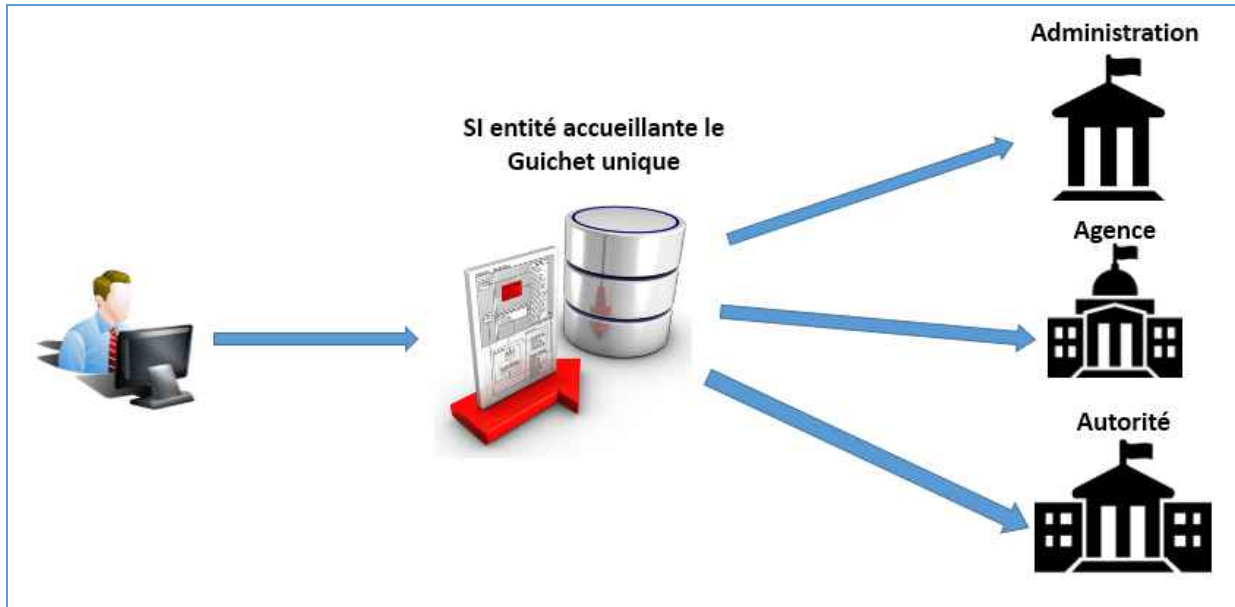 Administration
SI entité accueillante le
Guichet unique
Agence
Autorité